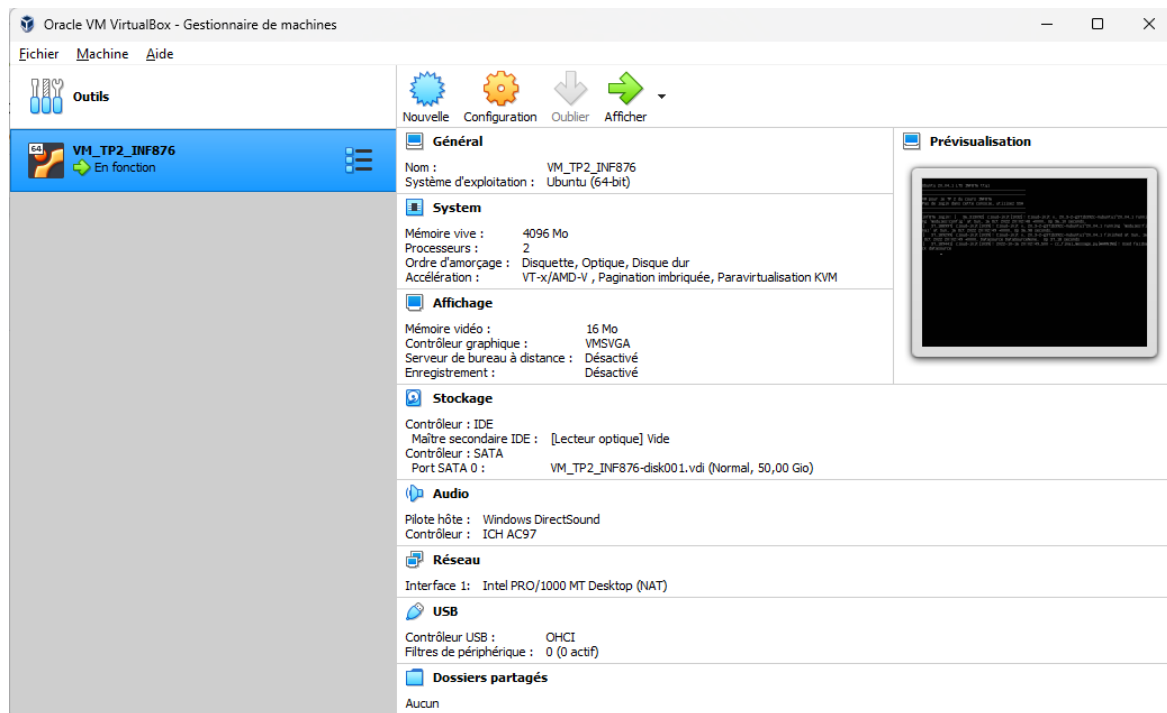 Oracle VM VirtualBox - Gestionnaire de machines
Fichier Machine Aide
Outils
Nouvelle Configuration Oublier Afficher
64
VM_TP2_INF876
En fonction
Général
Nom : VM_TP2_INF876
Système d'exploitation : Ubuntu (64-bit)
Prévisualisation
System
Mémoire vive : 4096 Mo
Processeurs : 2
Ordre d'amorçage : Disquette, Optique, Disque dur
Accélération : VT-x/AMD-V , Pagination imbriquée, Paravirtualisation KVM
Affichage
Mémoire vidéo : 16 Mo
Contrôleur graphique : VMSVGA
Serveur de bureau à distance : Désactivé
Enregistrement : Désactivé
Stockage
Contrôleur : IDE
Maître secondaire IDE : [Lecteur optique] Vide
Contrôleur : SATA
Port SATA 0 : VM_TP2_INF876-disk001.vdi (Normal, 50,00 Gio)
Audio
Pilote hôte : Windows DirectSound
Contrôleur : ICH AC97
Réseau
Interface 1: Intel PRO/1000 MT Desktop (NAT)
USB
Contrôleur USB : OHCI
Filtres de périphérique : 0 (0 actif)
Dossiers partagés
Aucun